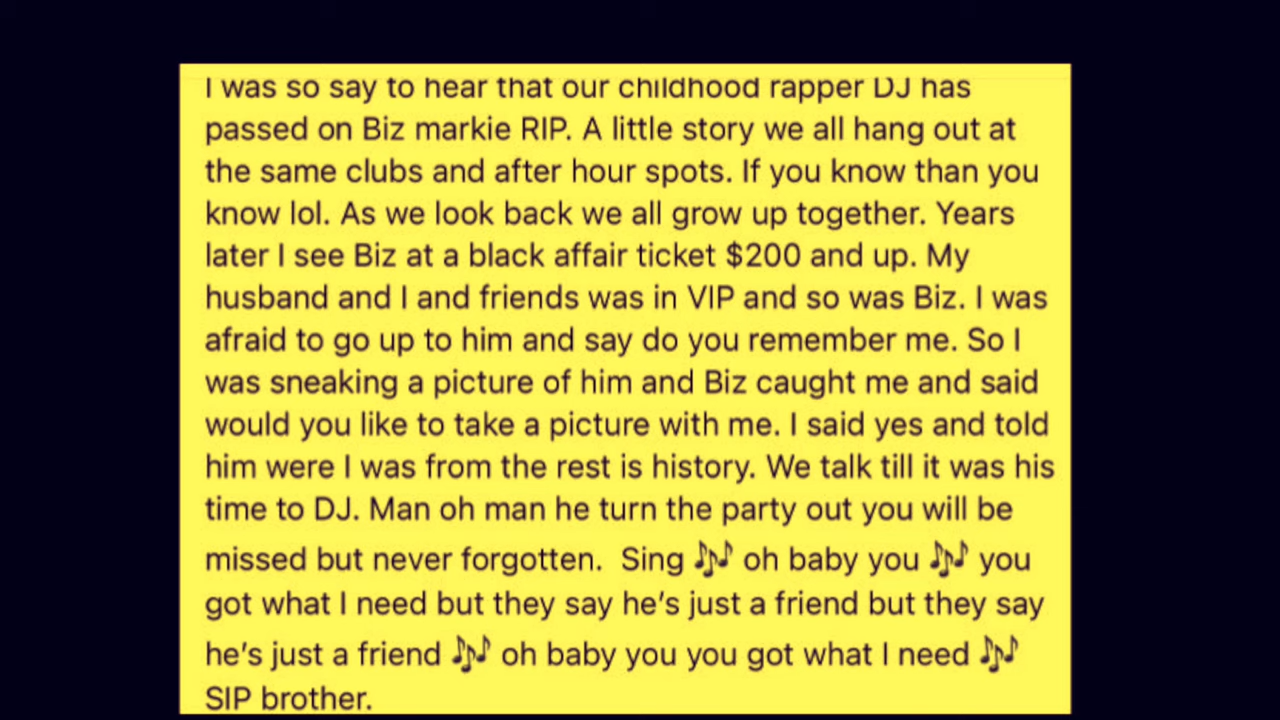 I was so say to hear that our childhood rapper DJ has
passed on Biz markie RIP. A little story we all hang out at
the same clubs and after hour spots. If you know than you
know lol. As we look back we all grow up together. Years
later I see Biz at a black affair ticket $200 and up. My
husband and I and friends was in VIP and so was Biz. I was
afraid to go up to him and say do you remember me. So I
was sneaking a picture of him and Biz caught me and said
would you like to take a picture with me. I said yes and told
him were I was from the rest is history. We talk till it was his
time to DJ. Man oh man he turn the party out you will be
missed but never forgotten.  Sing 🎶 oh baby you 🎶 you
got what I need but they say he’s just a friend but they say
he’s just a friend 🎶 oh baby you you got what I need 🎶
SIP brother.